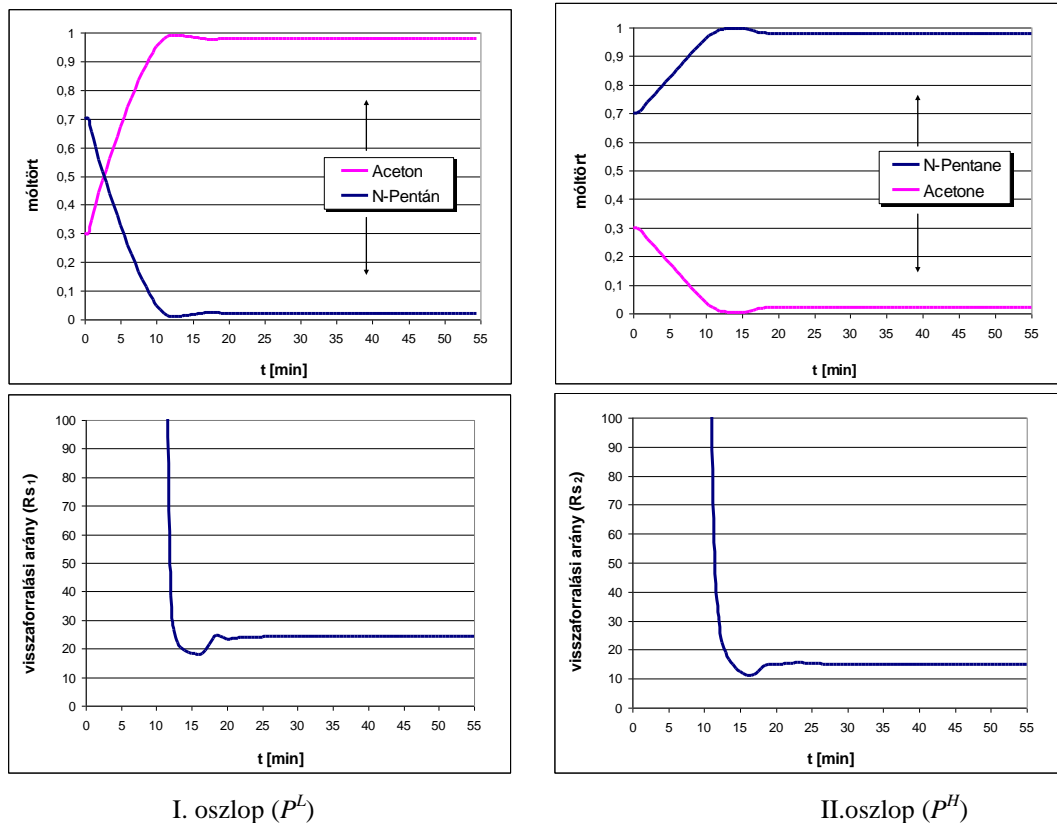 móltört
1
0,9
0,8
0,7
0,6
0,5
0,4
0,3
0,2
0,1
0
Aceton
N-Pentán
0 5 10 15 20 25 30 35 40 45 50 55
t [min]
móltört
1
0,9
0,8
0,7
0,6
0,5
0,4
0,3
0,2
0,1
0
N-Pentane
Acetone
0 5 10 15 20 25 30 35 40 45 50 55
t [min]
visszaforralási arány (Rs1)
100
90
80
70
60
50
40
30
20
10
0
0 5 10 15 20 25 30 35 40 45 50 55
t [min]
visszaforralási arány (Rs2)
100
90
80
70
60
50
40
30
20
10
0
0 5 10 15 20 25 30 35 40 45 50 55
t [min]
I. oszlop (P^L)
II.oszlop (P^H)